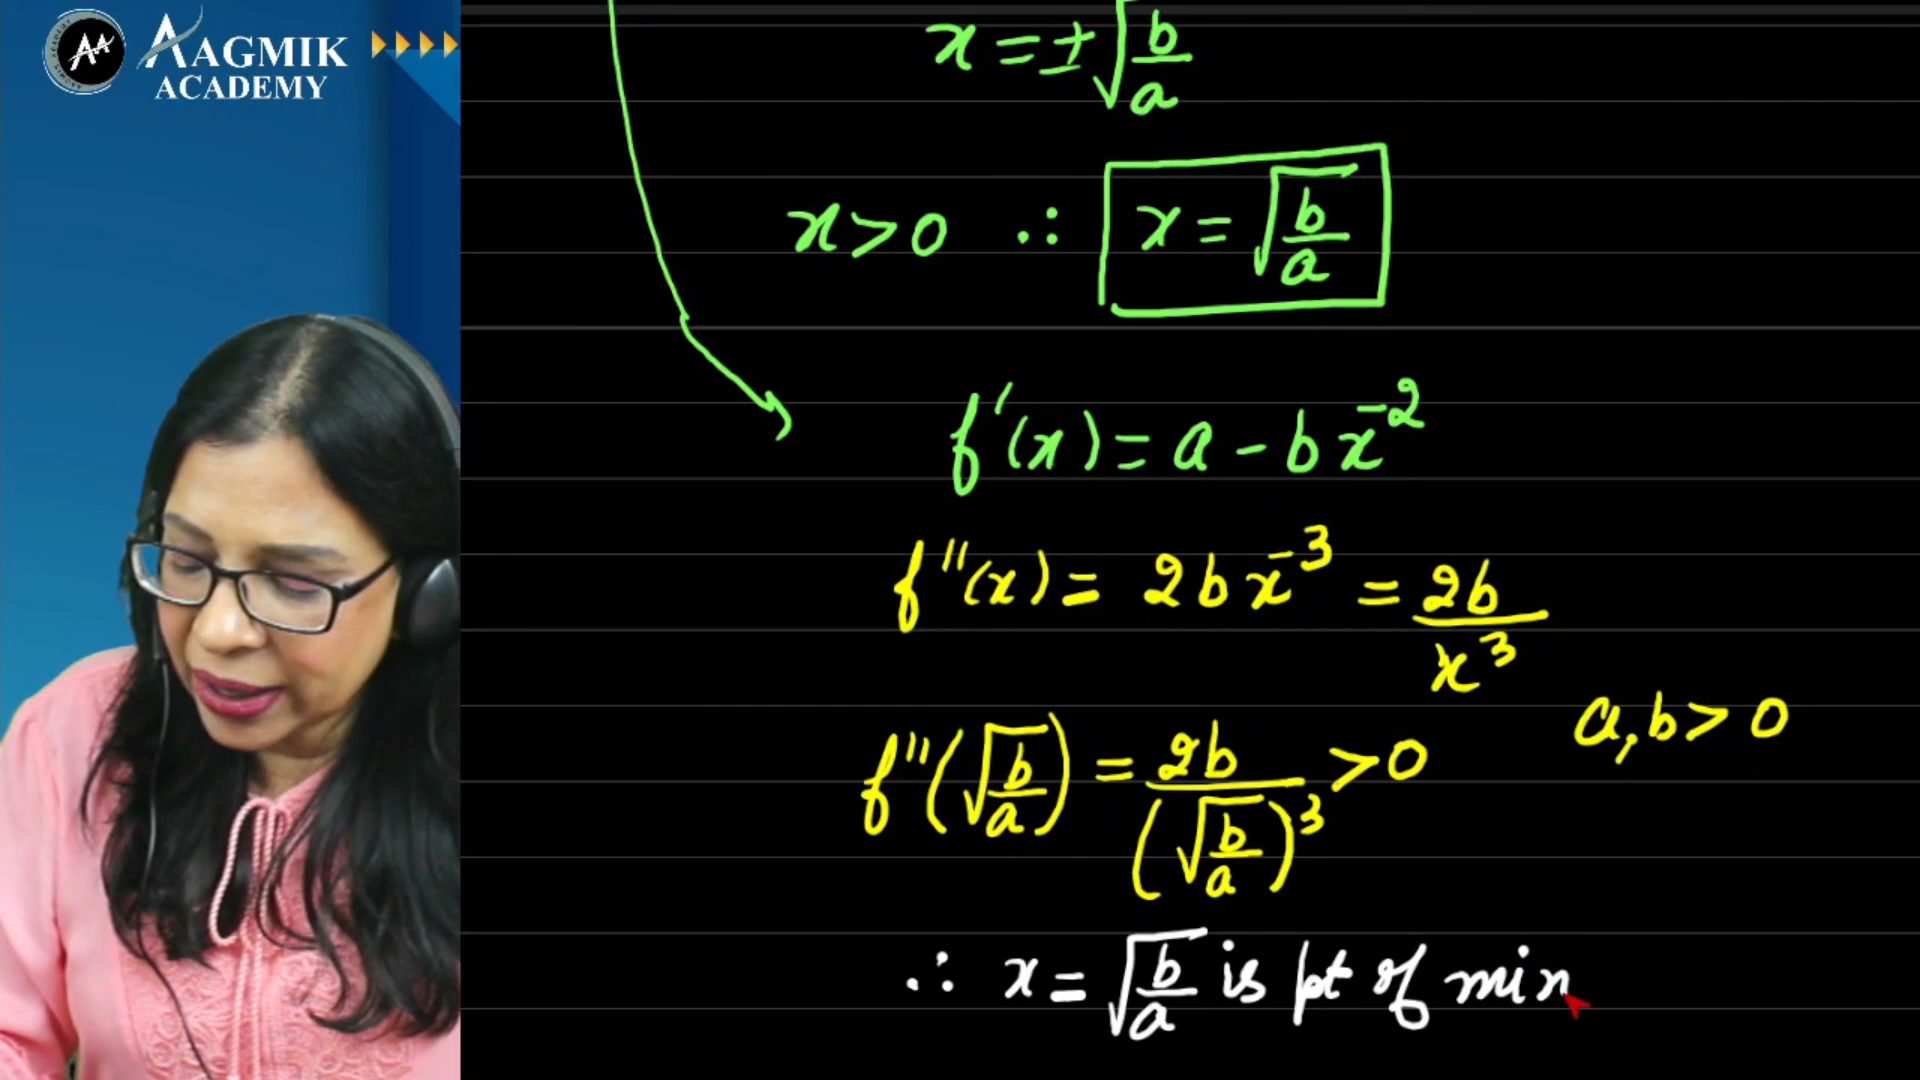 AAGMIK
ACADEMY
x = ±√(b/a)
x > 0 ∴ x = √(b/a)
f'(x) = a - bx⁻²
f''(x) = 2bx⁻³ = 2b/x³
a, b > 0
f''(√(b/a)) = 2b/(√(b/a))³ > 0
∴ x = √(b/a) is pt of min